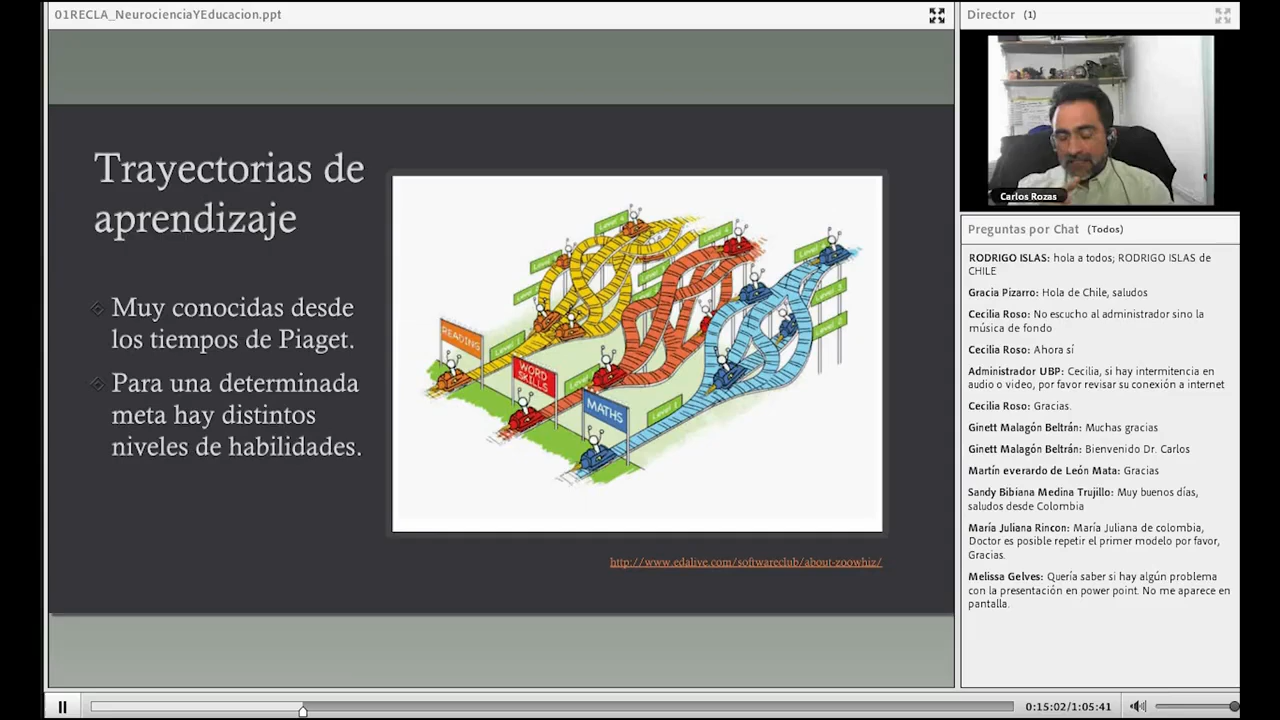 01RECLA_NeurocienciaYEducacion.ppt
Trayectorias de
aprendizaje
Muy conocidas desde
los tiempos de Piaget.
Para una determinada
meta hay distintos
niveles de habilidades.
READING
WORD
SKILLS
MATHS
Level 1
Level 1
http://www.edalive.com/softwareclub/about-zoowhiz/
Director (1)
Carlos Rozas
Preguntas por Chat (Todos)
RODRIGO ISLAS: hola a todos; RODRIGO ISLAS de
CHILE
Gracia Pizarro: Hola de Chile, saludos
Cecilia Roso: No escucho al administrador sino la
música de fondo
Cecilia Roso: Ahora sí
Administrador UBP: Cecilia, si hay intermitencia en
audio o video, por favor revisar su conexión a internet
Cecilia Roso: Gracias.
Ginett Malagón Beltrán: Muchas gracias
Ginett Malagón Beltrán: Bienvenido Dr. Carlos
Martín everardo de León Mata: Gracias
Sandy Bibiana Medina Trujillo: Muy buenos días,
saludos desde Colombia
María Juliana Rincon: María Juliana de colombia,
Doctor es posible repetir el primer modelo por favor,
Gracias.
Melissa Gelves: Quería saber si hay algún problema
con la presentación en power point. No me aparece en
pantalla.
0:15:02/1:05:41